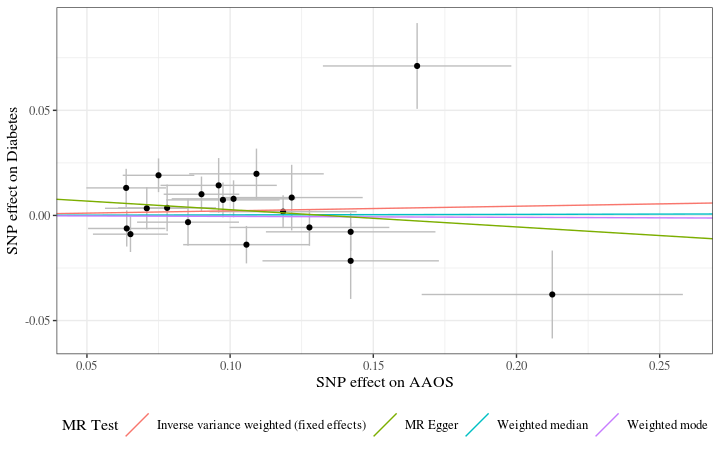 SNP effect on Diabetes
0.05
0.00
-0.05
0.05 0.10 0.15 0.20 0.25
SNP effect on AAOS
MR Test Inverse variance weighted (fixed effects) MR Egger Weighted median Weighted mode